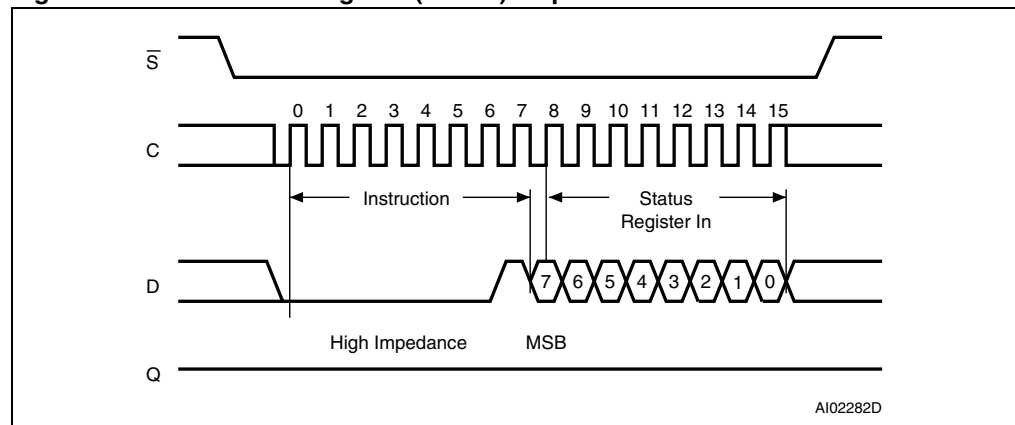 S
0 1 2 3 4 5 6 7 8 9 10 11 12 13 14 15
C
Instruction
Status
Register In
D
7 6 5 4 3 2 1 0
High Impedance
MSB
Q
AI02282D